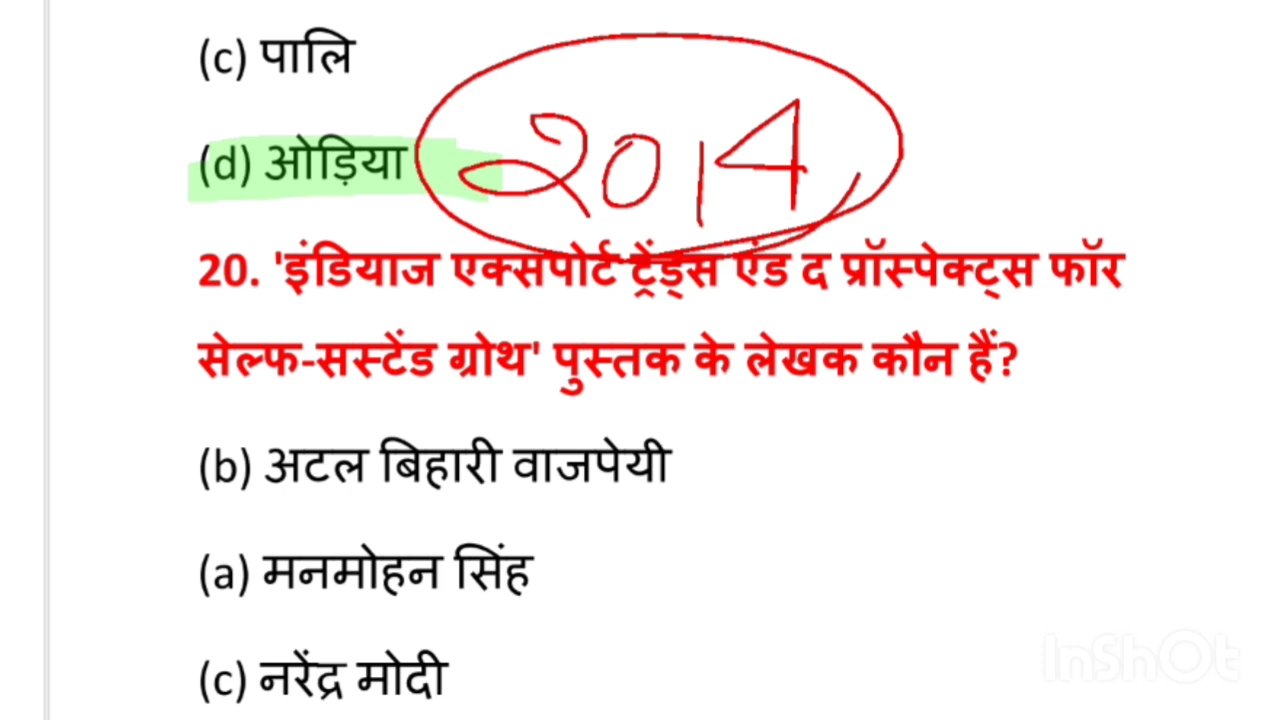 (c) पालि
(d) ओड़िया 2014
20. 'इंडियाज एक्सपोर्ट ट्रेंड्स एंड द प्रॉस्पेक्ट्स फॉर
सेल्फ-सस्टेंड ग्रोथ' पुस्तक के लेखक कौन हैं?
(b) अटल बिहारी वाजपेयी
(a) मनमोहन सिंह
(c) नरेंद्र मोदी
InShOt